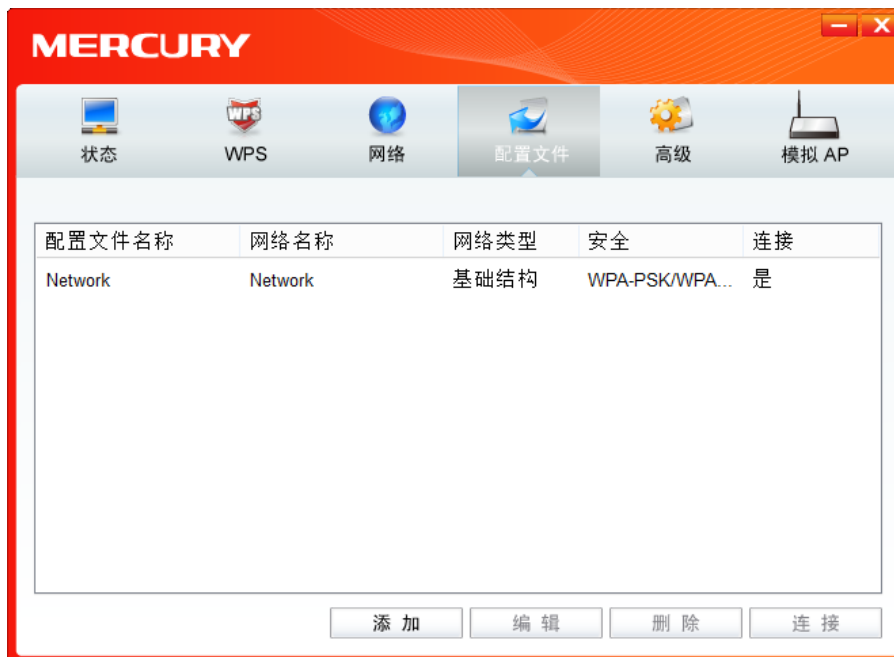 MERCURY
状态 WPS 网络 配置文件 高级 模拟 AP
配置文件名称 网络名称 网络类型 安全 连接
Network Network 基础结构 WPA-PSK/WPA... 是
添 加 编 辑 删 除 连 接